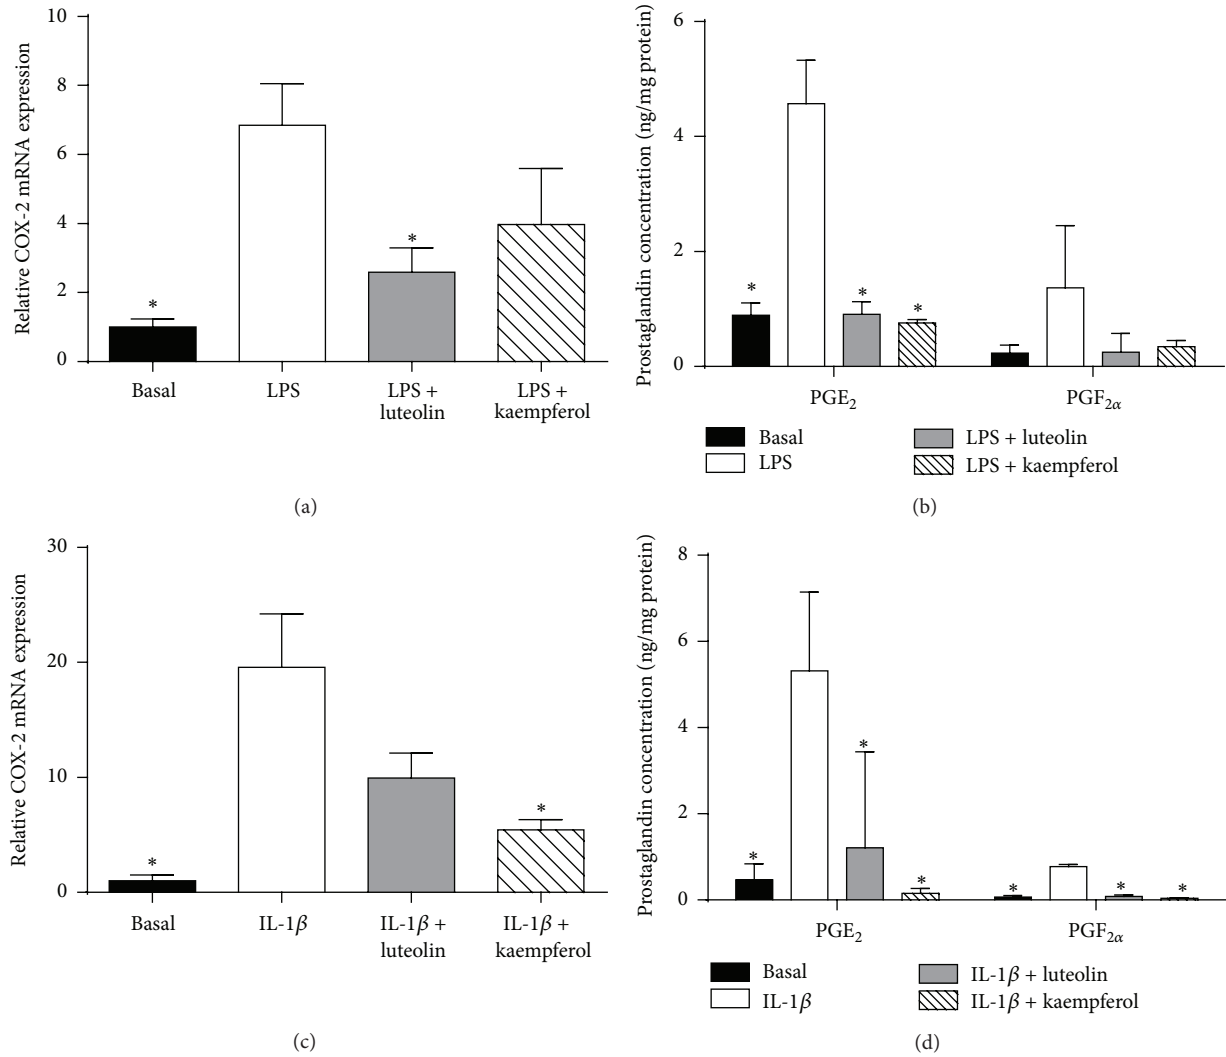 Relative COX-2 mRNA expression
10
8
6
4
2
0
*
*
Basal
LPS
LPS +
luteolin
LPS +
kaempferol
(a)
Prostaglandin concentration (ng/mg protein)
6
4
2
0
*
*
*
PGE₂
PGF₂α
Basal
LPS
LPS + luteolin
LPS + kaempferol
(b)
Relative COX-2 mRNA expression
30
20
10
0
*
*
Basal
IL-1β
IL-1β +
luteolin
IL-1β +
kaempferol
(c)
Prostaglandin concentration (ng/mg protein)
8
6
4
2
0
*
*
*
*
*
*
PGE₂
PGF₂α
Basal
IL-1β
IL-1β + luteolin
IL-1β + kaempferol
(d)